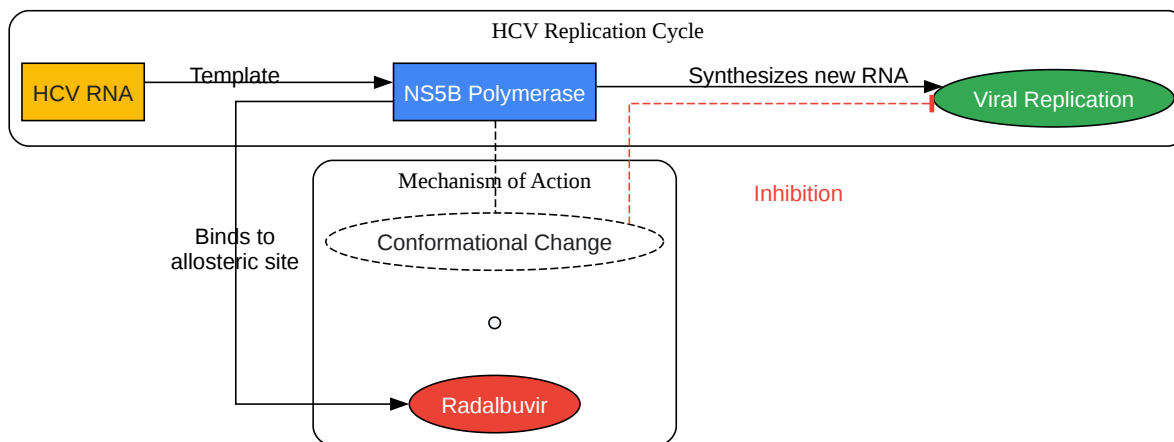 HCV Replication Cycle
HCV RNA
Template
NS5B Polymerase
Synthesizes new RNA
Viral Replication
Mechanism of Action
Inhibition
Binds to
allosteric site
Conformational Change
Radalbuvir